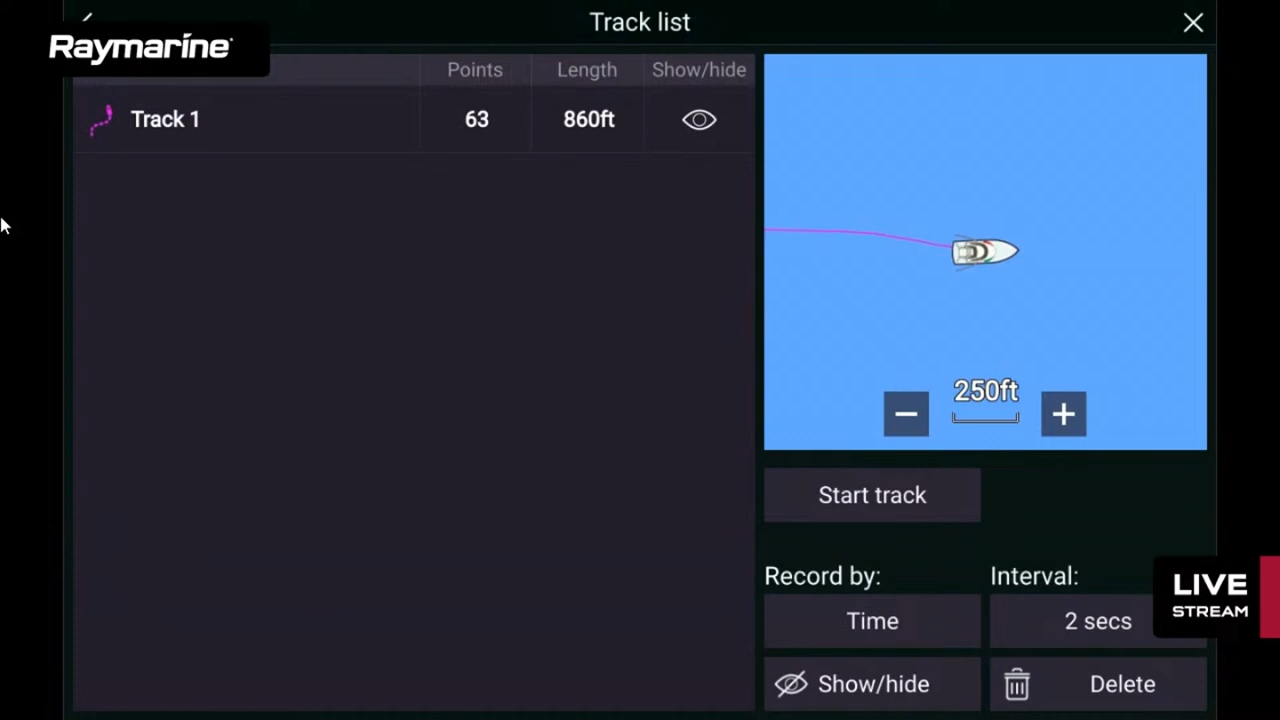 Track list
Raymarine
Points Length Show/hide
Track 1 63 860ft
250ft
Start track
Record by: Interval:
Time 2 secs
Show/hide Delete
LIVE
STREAM